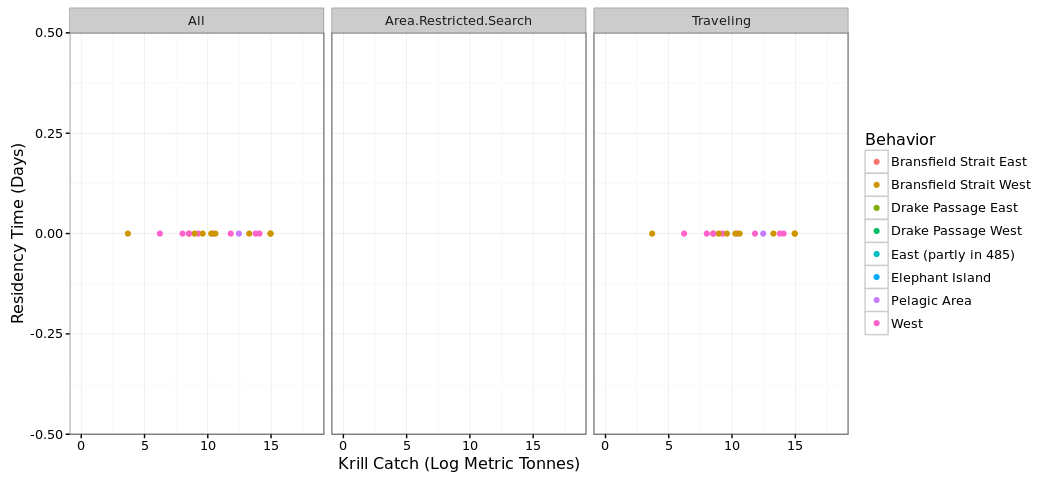 All
Area.Restricted.Search
Traveling
Residency Time (Days)
0.50
0.25
0.00
-0.25
-0.50
0 5 10 15
0 5 10 15
0 5 10 15
Krill Catch (Log Metric Tonnes)
Behavior
Bransfield Strait East
Bransfield Strait West
Drake Passage East
Drake Passage West
East (partly in 485)
Elephant Island
Pelagic Area
West